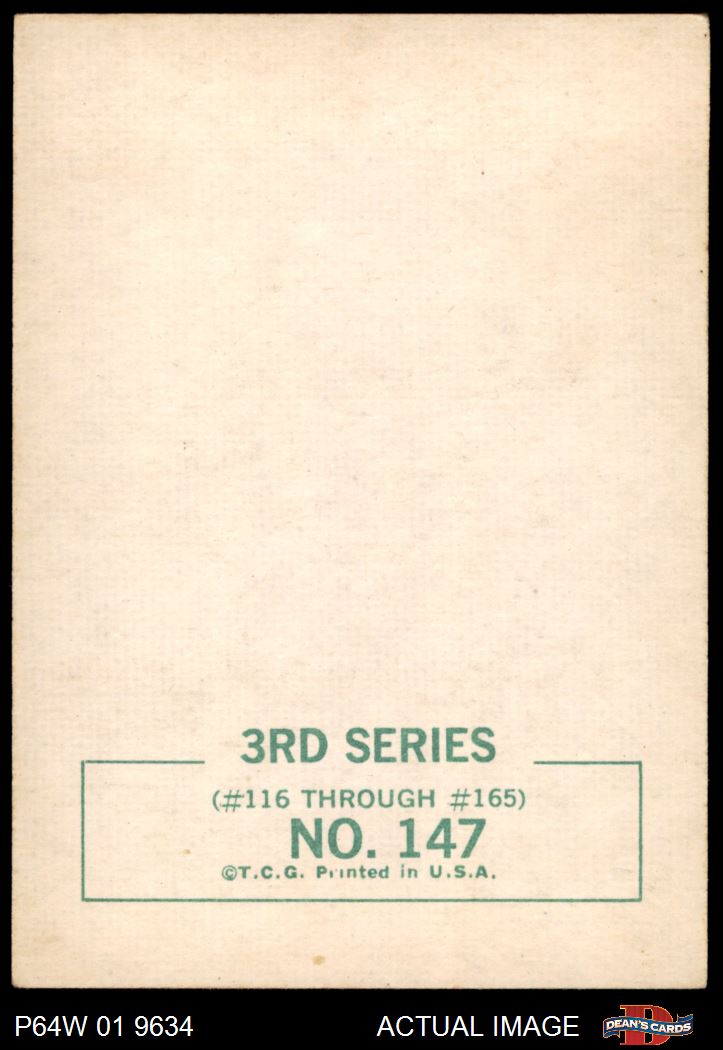 3RD SERIES
(#116 THROUGH #165)
NO. 147
©T.C.G. Printed in U.S.A.
P64W 01 9634
ACTUAL IMAGE
DEAN'S CARDS